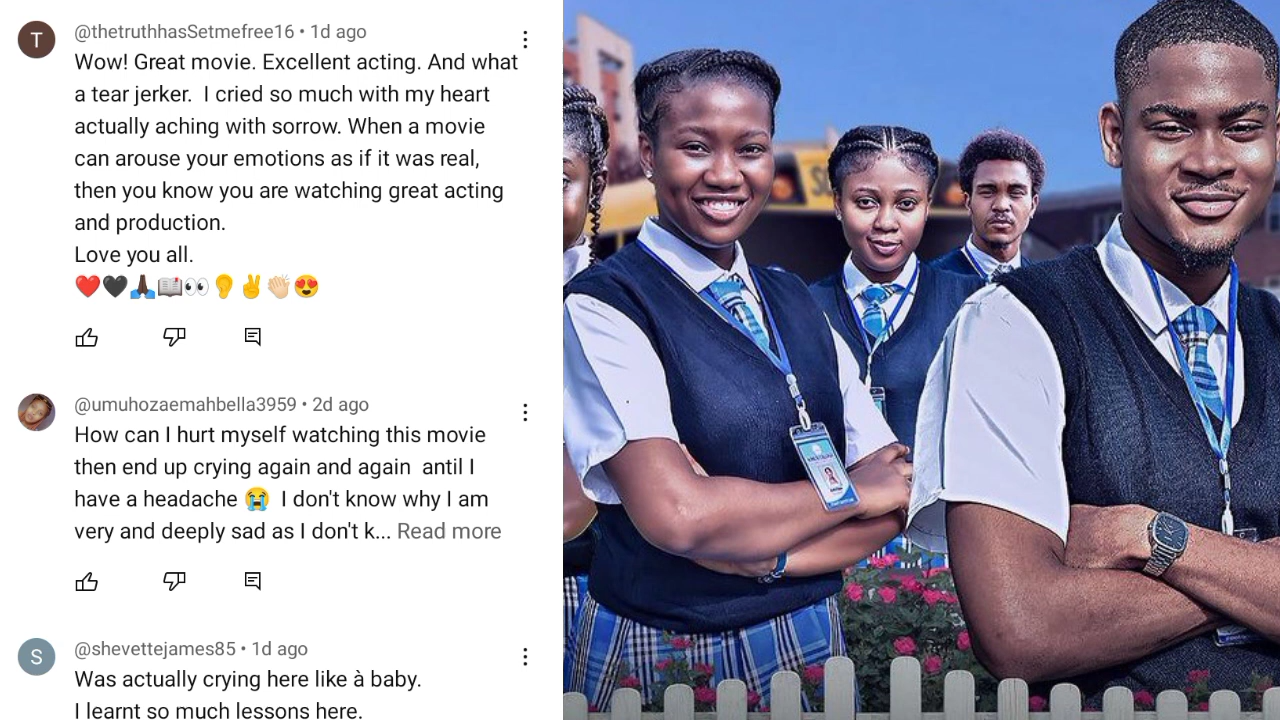 T
@thetruthhasSetmefree16 • 1d ago
Wow! Great movie. Excellent acting. And what
a tear jerker.  I cried so much with my heart
actually aching with sorrow. When a movie
can arouse your emotions as if it was real,
then you know you are watching great acting
and production.
Love you all.
❤️🖤🙏🏿📖👀👂✌️👏🏻😍
@umuhozaemahbella3959 • 2d ago
How can I hurt myself watching this movie
then end up crying again and again  antil I
have a headache 😭  I don't know why I am
very and deeply sad as I don't k... Read more
S
@shevettejames85 • 1d ago
Was actually crying here like à baby.
I learnt so much lessons here.